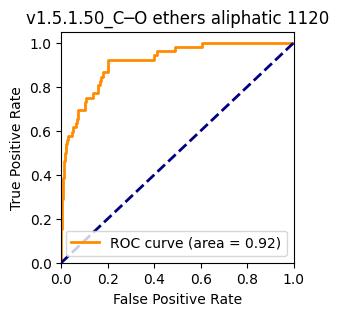 v1.5.1.50_C─O ethers aliphatic 1120
1.0
0.8
0.6
0.4
0.2
0.0
True Positive Rate
ROC curve (area = 0.92)
0.0 0.2 0.4 0.6 0.8 1.0
False Positive Rate